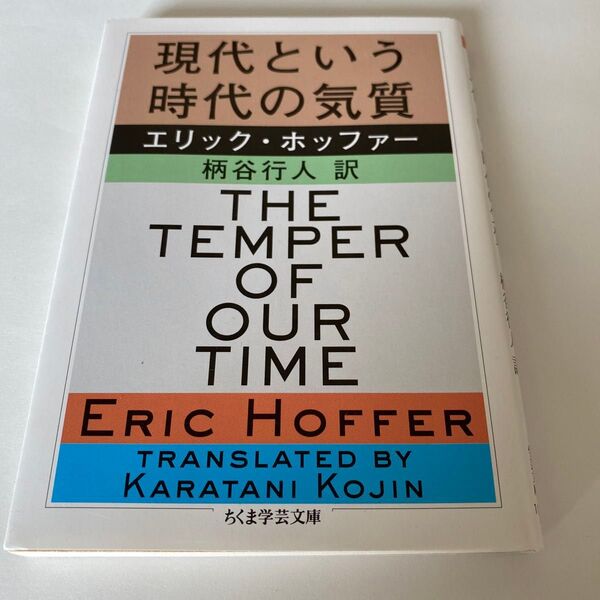 現代という
時代の気質
エリック・ホッファー
柄谷行人 訳
THE
TEMPER
OF
OUR
TIME
ERIC HOFFER
TRANSLATED BY
KARATANI KOJIN
ちくま学芸文庫